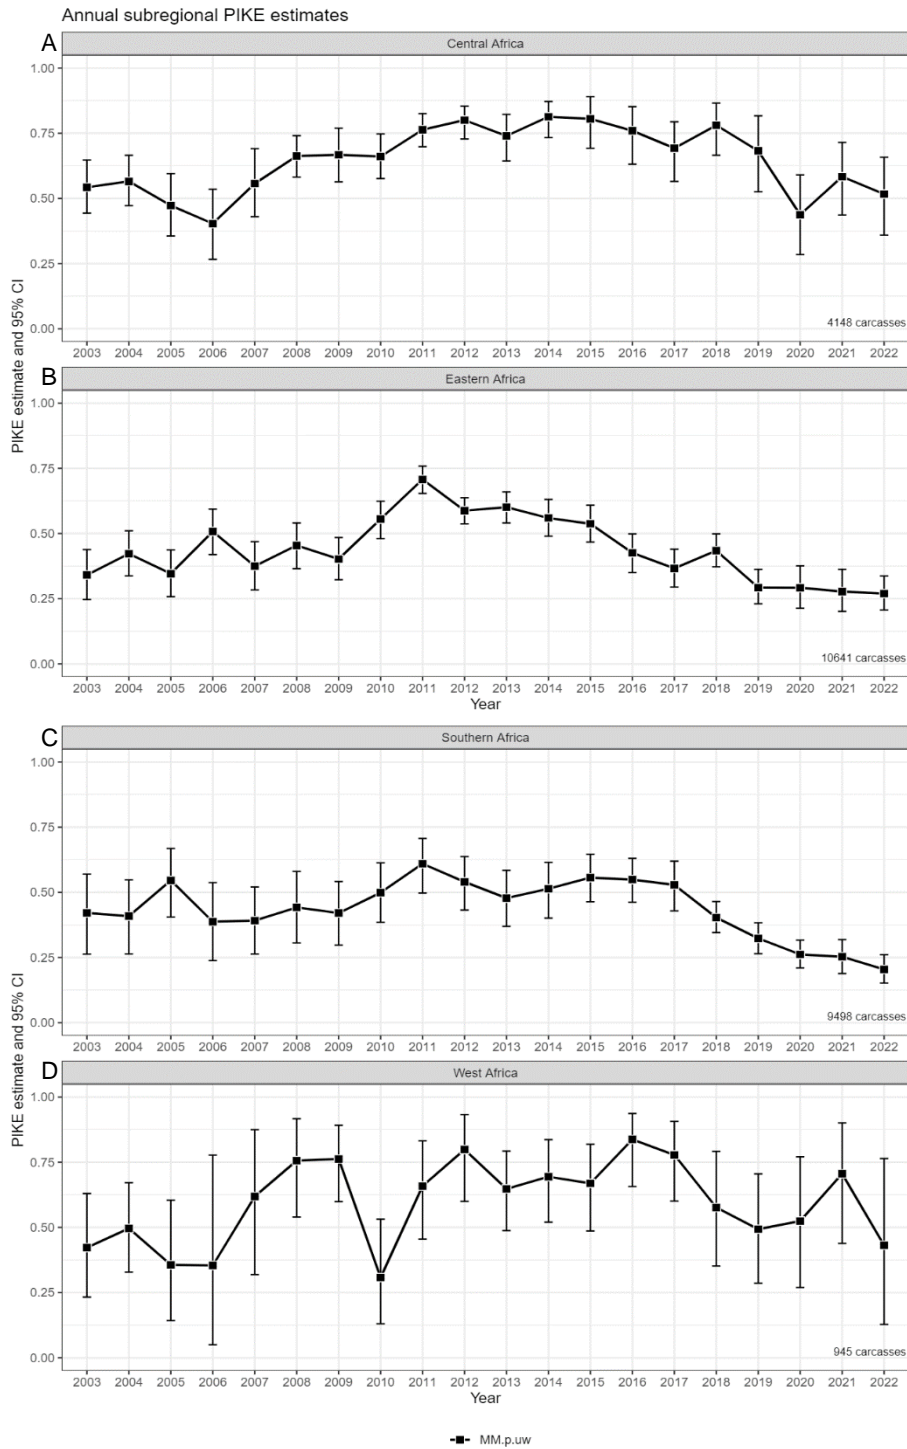 Annual subregional PIKE estimates
A
Central Africa
1.00
0.75
0.50
0.25
0.00
4148 carcasses
2003 2004 2005 2006 2007 2008 2009 2010 2011 2012 2013 2014 2015 2016 2017 2018 2019 2020 2021 2022
PIKE estimate and 95% CI
B
Eastern Africa
1.00
0.75
0.50
0.25
0.00
10641 carcasses
2003 2004 2005 2006 2007 2008 2009 2010 2011 2012 2013 2014 2015 2016 2017 2018 2019 2020 2021 2022
Year
C
Southern Africa
1.00
0.75
0.50
0.25
0.00
9498 carcasses
2003 2004 2005 2006 2007 2008 2009 2010 2011 2012 2013 2014 2015 2016 2017 2018 2019 2020 2021 2022
PIKE estimate and 95% CI
D
West Africa
1.00
0.75
0.50
0.25
0.00
945 carcasses
2003 2004 2005 2006 2007 2008 2009 2010 2011 2012 2013 2014 2015 2016 2017 2018 2019 2020 2021 2022
Year
MM.p.uw